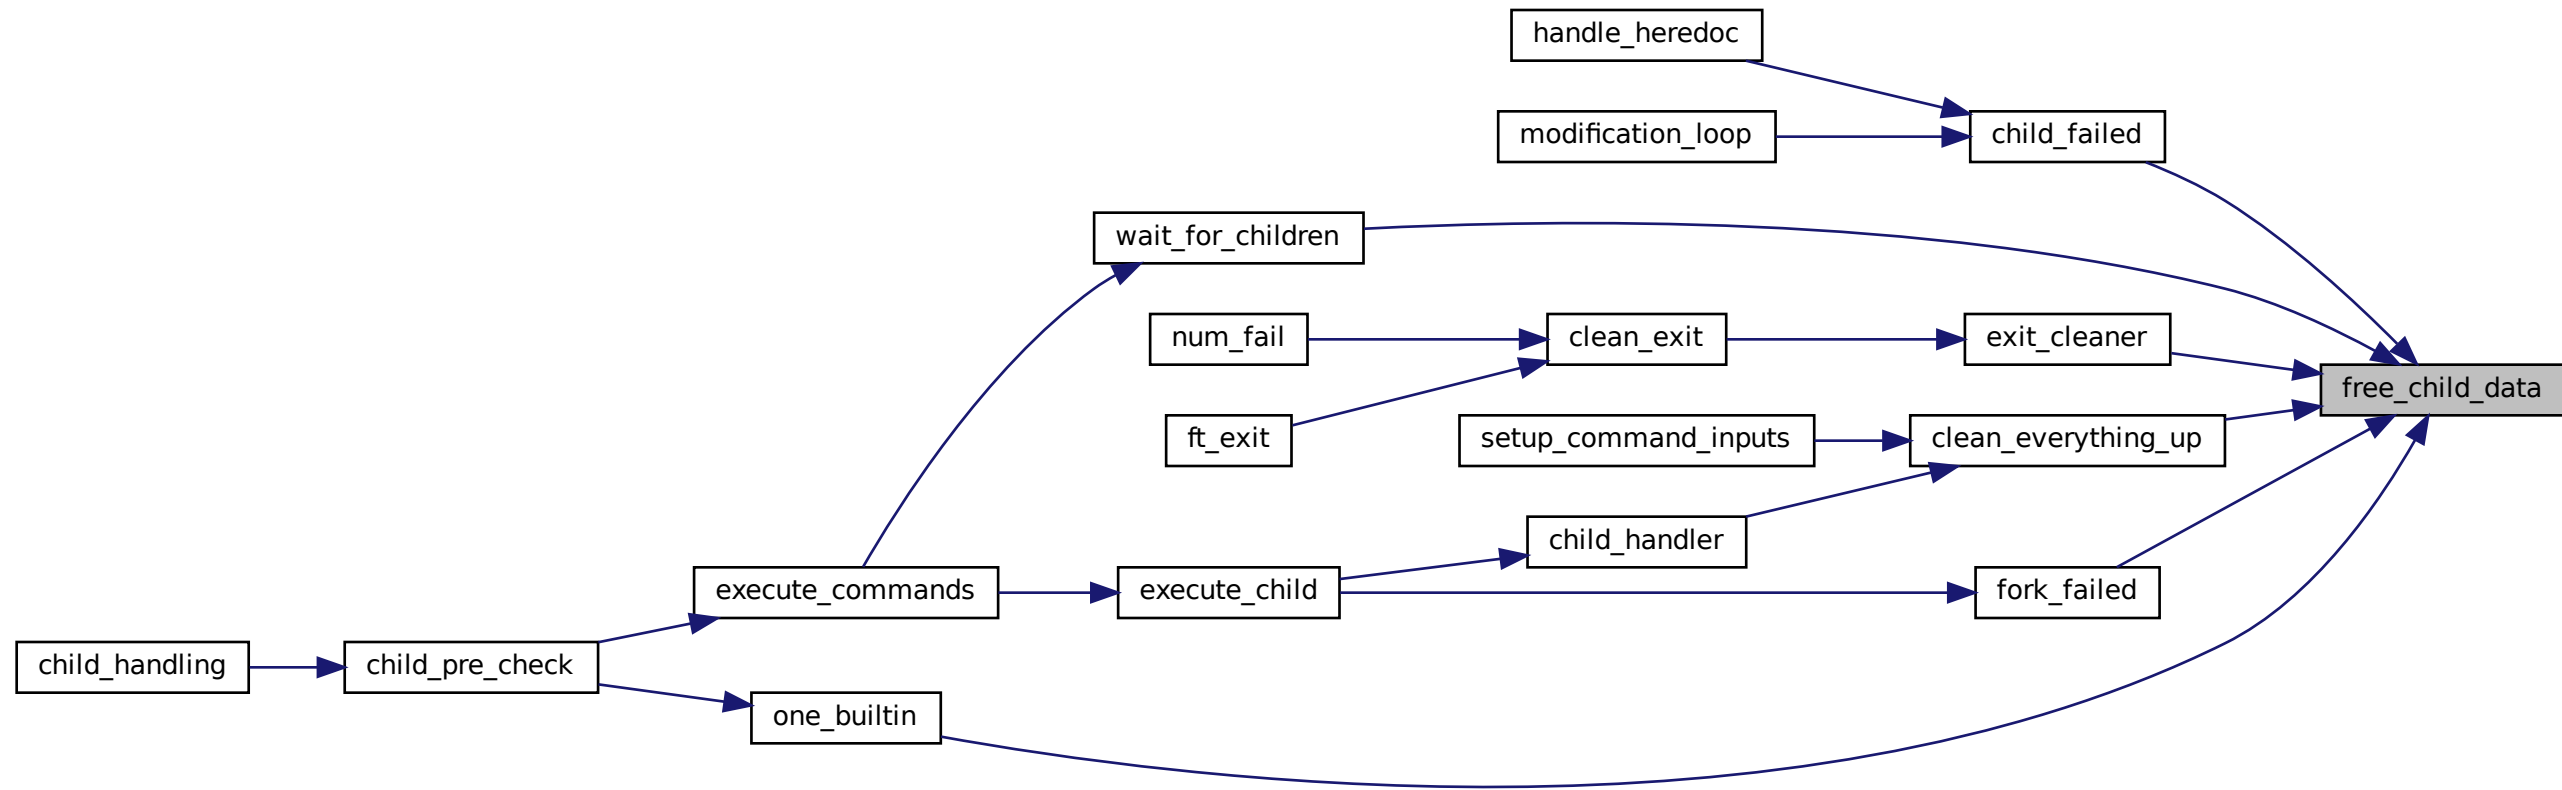 handle_heredoc
modification_loop
child_failed
wait_for_children
num_fail
clean_exit
exit_cleaner
free_child_data
ft_exit
setup_command_inputs
clean_everything_up
child_handler
execute_commands
execute_child
fork_failed
child_handling
child_pre_check
one_builtin